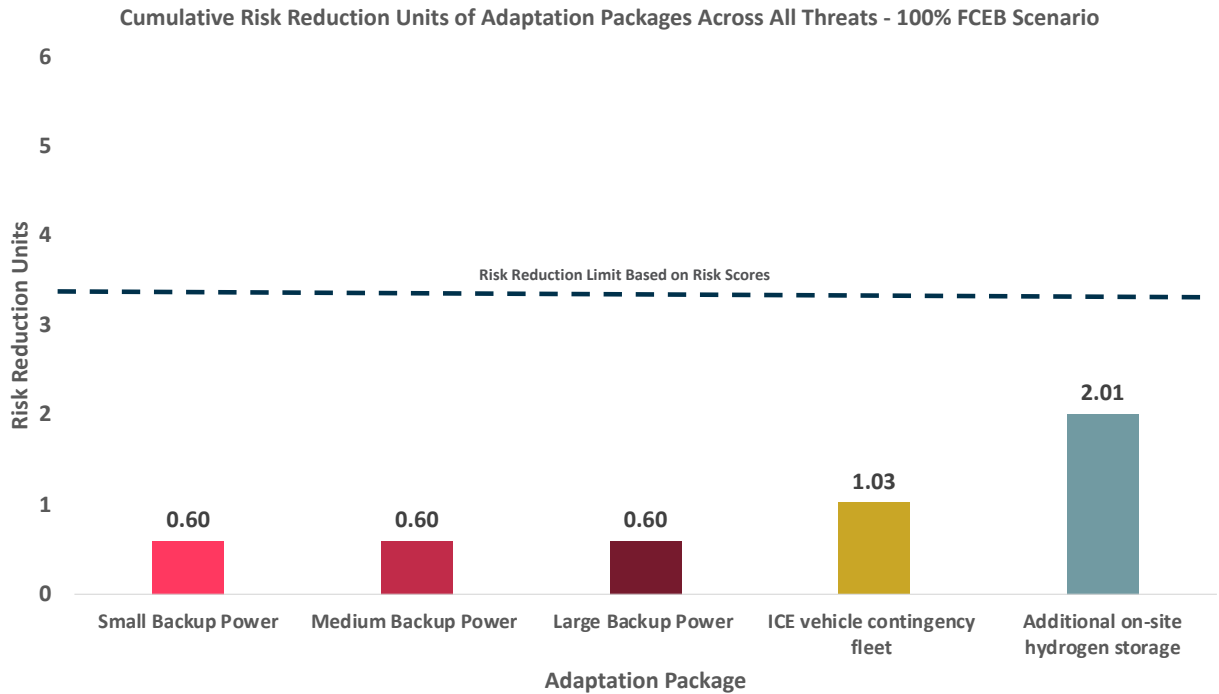 Cumulative Risk Reduction Units of Adaptation Packages Across All Threats - 100% FCEB Scenario
6
5
4
3
2
1
0
Risk Reduction Units
Risk Reduction Limit Based on Risk Scores
0.60
0.60
0.60
1.03
2.01
Small Backup Power
Medium Backup Power
Large Backup Power
ICE vehicle contingency
fleet
Additional on-site
hydrogen storage
Adaptation Package